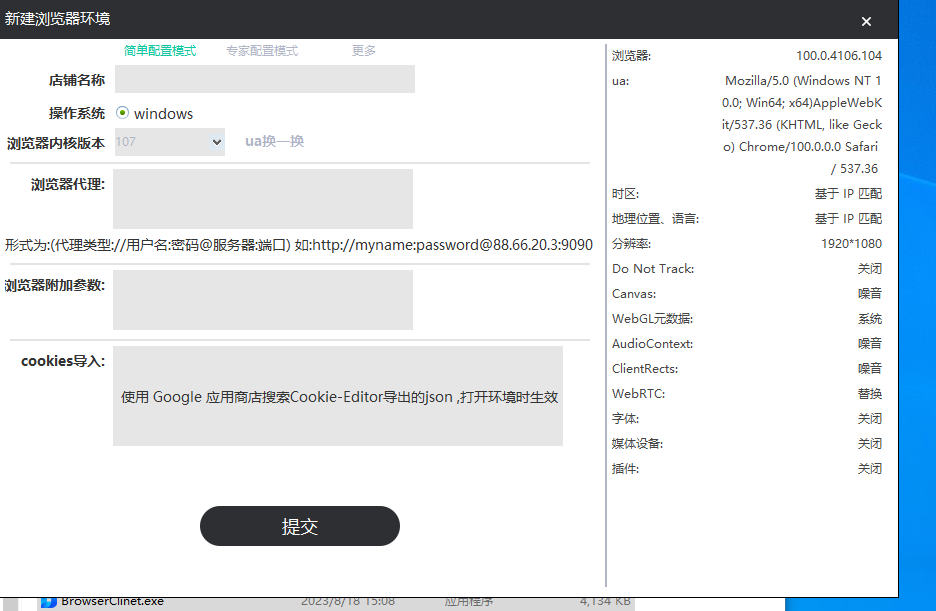 新建浏览器环境
简单配置模式 专家配置模式 更多
店铺名称
操作系统 windows
浏览器内核版本 107 ua换一换
浏览器代理:
形式为:(代理类型://用户名:密码@服务器:端口) 如:http://myname:password@88.66.20.3:9090
浏览器附加参数:
cookies导入:
使用 Google 应用商店搜索Cookie-Editor导出的json ,打开环境时生效
提交
浏览器: 100.0.4106.104
ua: Mozilla/5.0 (Windows NT 1
0.0; Win64; x64)AppleWebK
it/537.36 (KHTML, like Geck
o) Chrome/100.0.0.0 Safari
/ 537.36
时区: 基于 IP 匹配
地理位置、语言: 基于 IP 匹配
分辨率: 1920*1080
Do Not Track: 关闭
Canvas: 噪音
WebGL元数据: 系统
AudioContext: 噪音
ClientRects: 噪音
WebRTC: 替换
字体: 关闭
媒体设备: 关闭
插件: 关闭
BrowserClinet.exe 2023/8/18 15:08 应用程序 4,134 KB